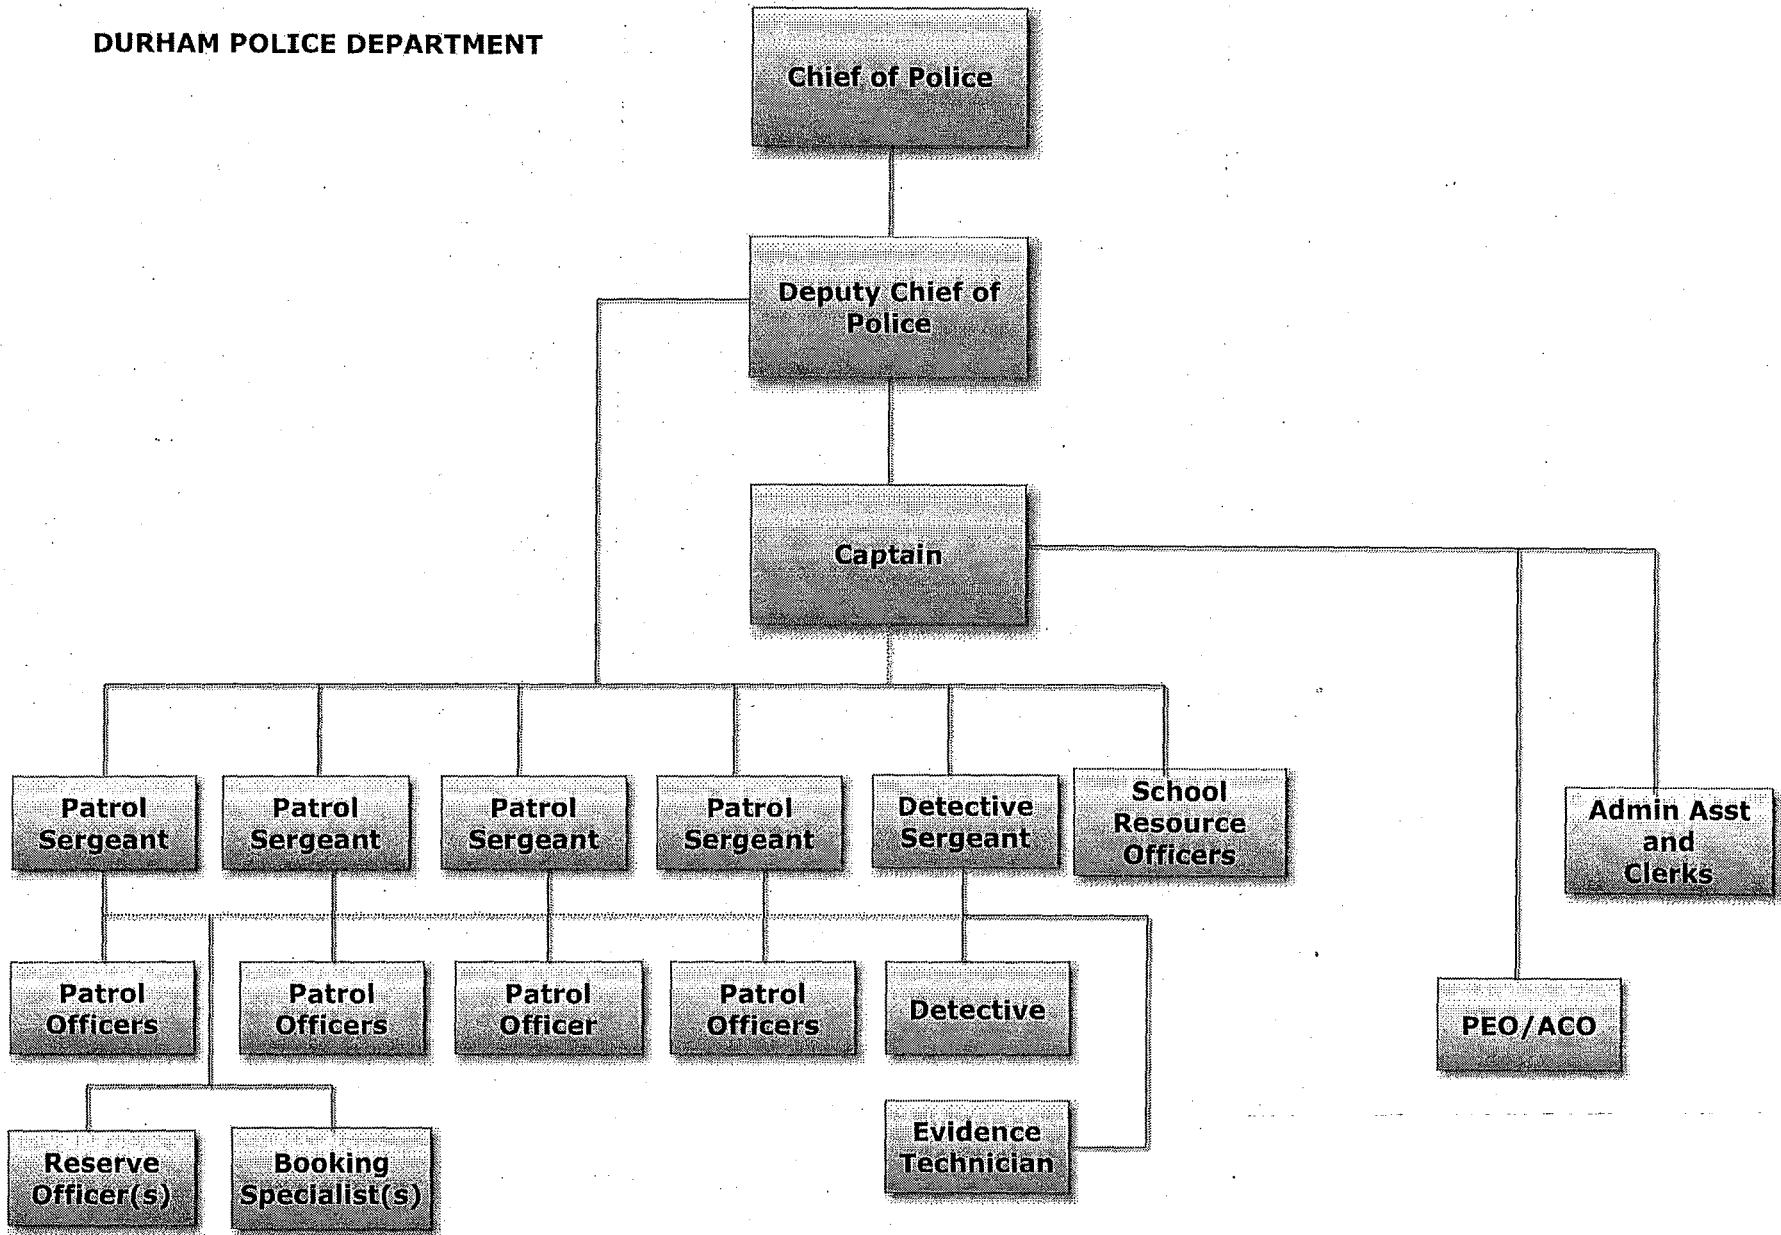 DURHAM POLICE DEPARTMENT
Chief of Police
Deputy Chief of
Police
Captain
Patrol
Sergeant
Patrol
Sergeant
Patrol
Sergeant
Patrol
Sergeant
Detective
Sergeant
School
Resource
Officers
Admin Asst
and
Clerks
Patrol
Officers
Patrol
Officers
Patrol
Officer
Patrol
Officers
Detective
PEO/ACO
Reserve
Officer(s)
Booking
Specialist(s)
Evidence
Technician